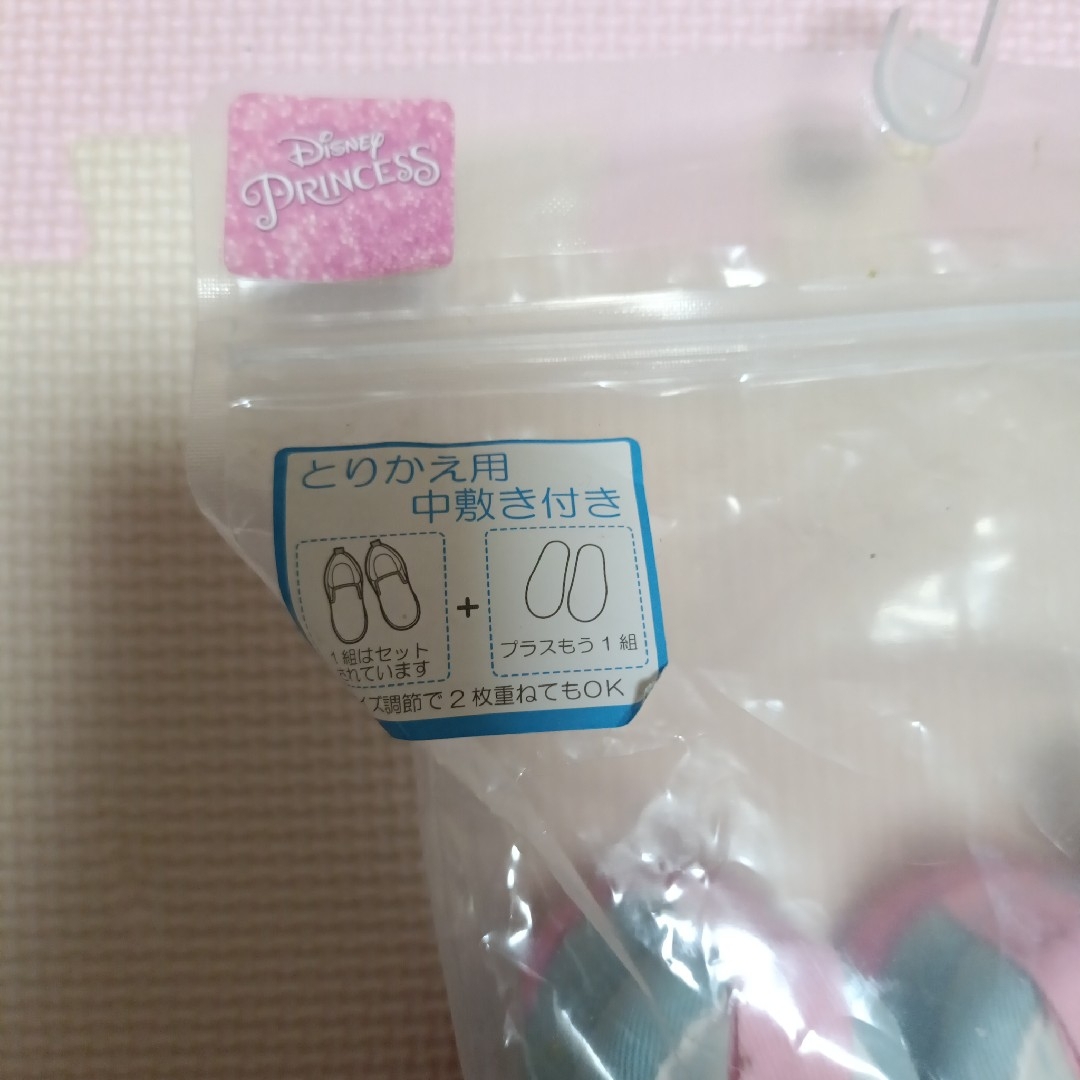 Disney
PRINCESS
とりかえ用
中敷き付き
1組はセット
れています
+
プラスもう1組
ズ調節で2枚重ねてもOK